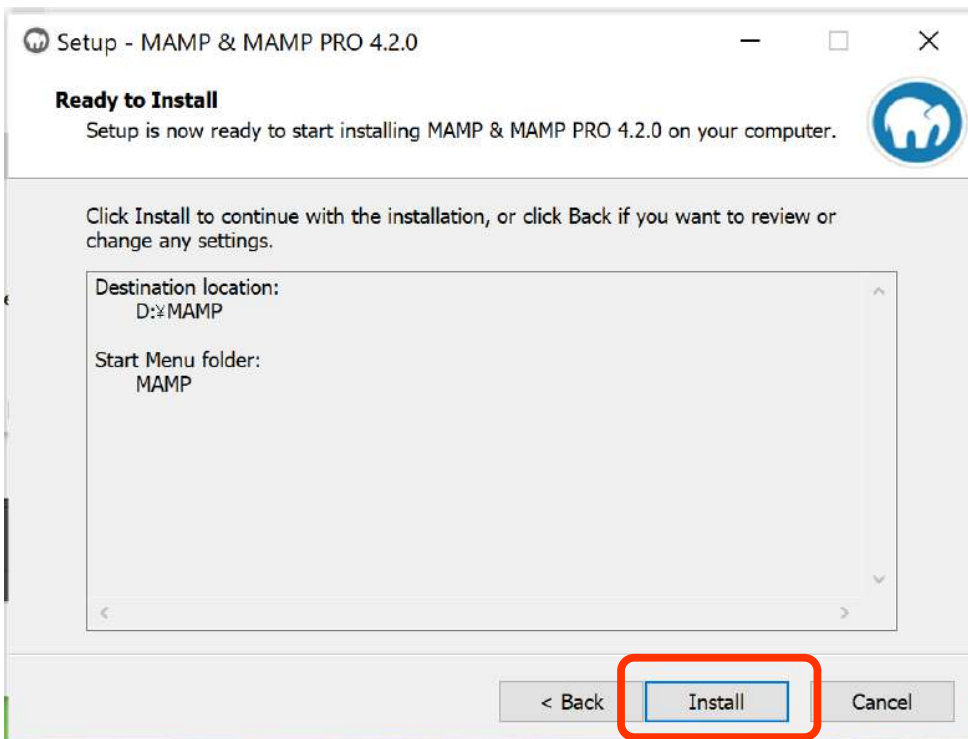 Setup - MAMP & MAMP PRO 4.2.0
Ready to Install
Setup is now ready to start installing MAMP & MAMP PRO 4.2.0 on your computer.
Click Install to continue with the installation, or click Back if you want to review or
change any settings.
Destination location:
D:¥MAMP
Start Menu folder:
MAMP
< Back
Install
Cancel